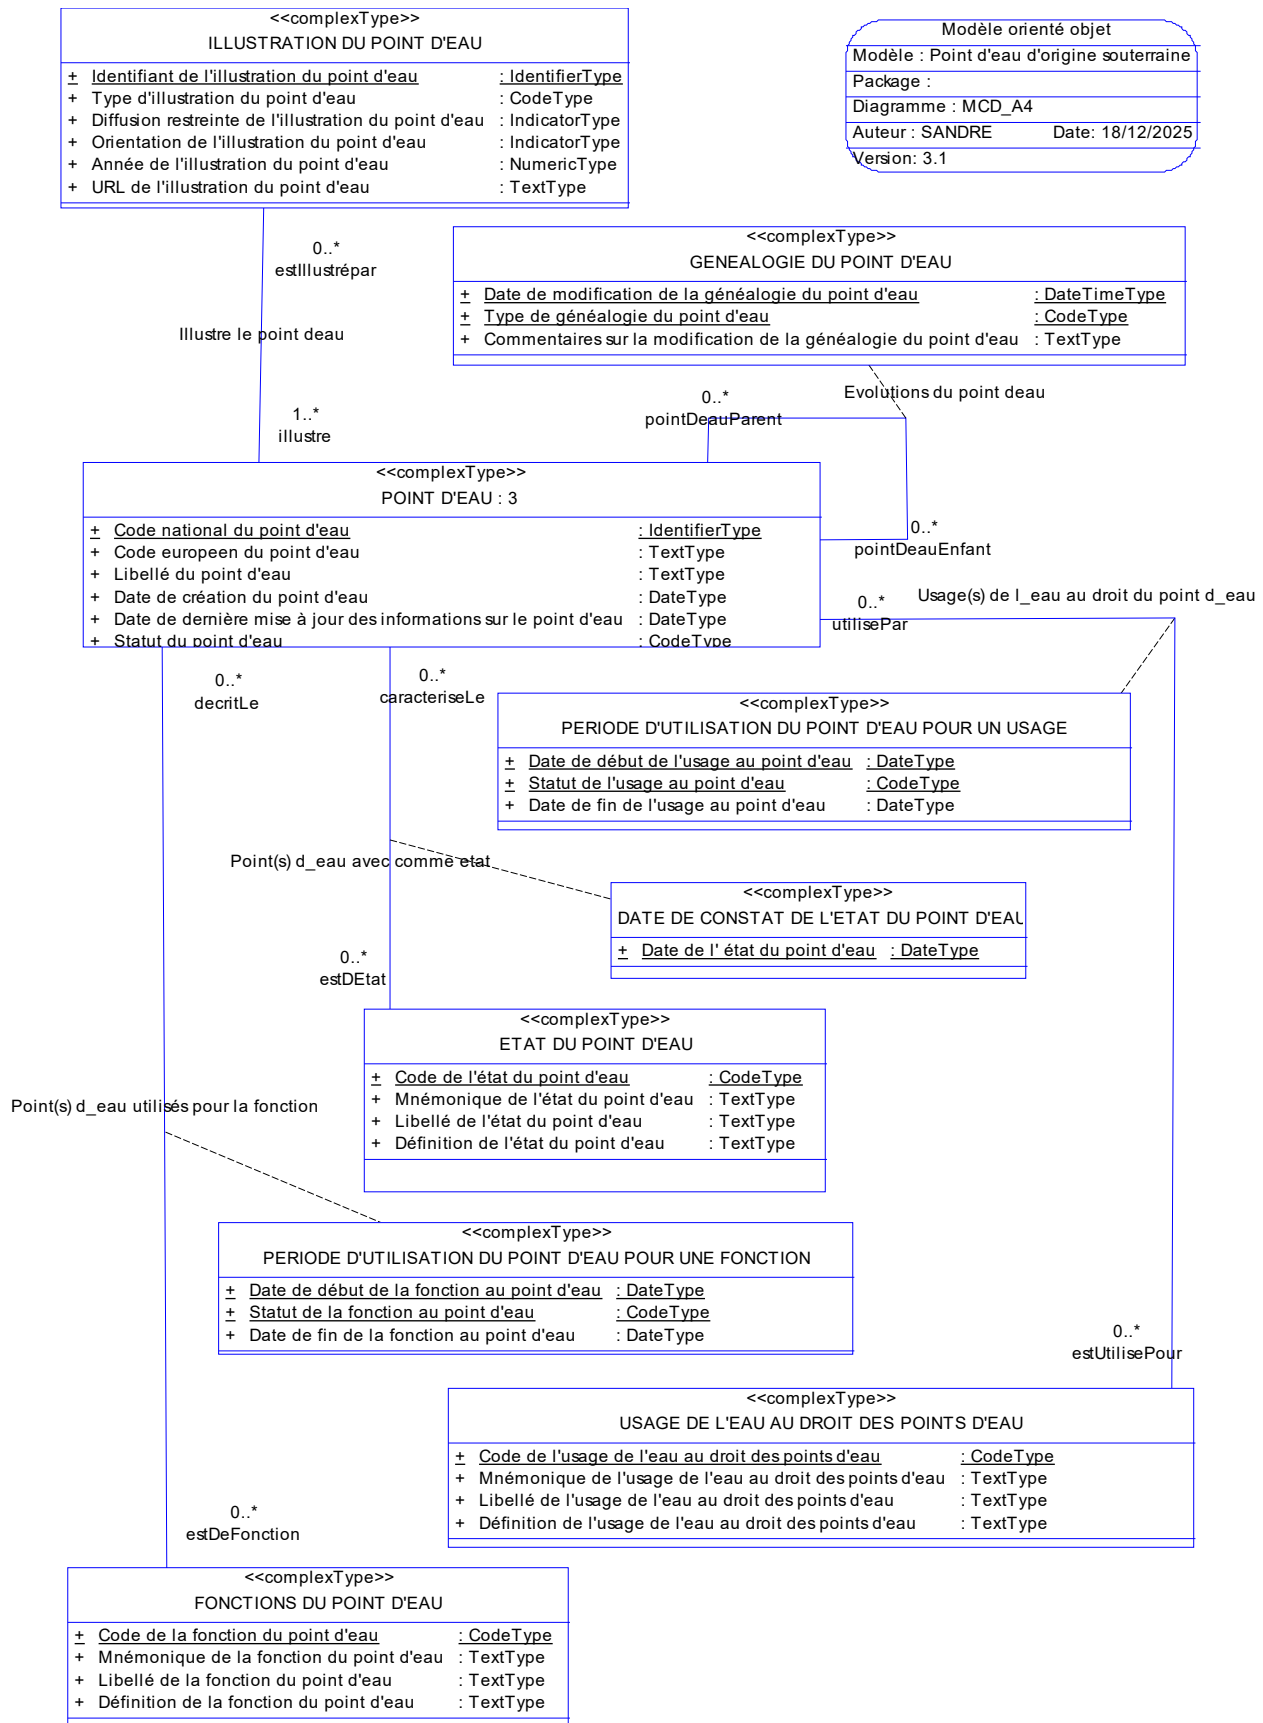 <<complexType>>
ILLUSTRATION DU POINT D'EAU
+ Identifiant de l'illustration du point d'eau : IdentifierType
+ Type d'illustration du point d'eau : CodeType
+ Diffusion restreinte de l'illustration du point d'eau : IndicatorType
+ Orientation de l'illustration du point d'eau : IndicatorType
+ Année de l'illustration du point d'eau : NumericType
+ URL de l'illustration du point d'eau : TextType
Modèle orienté objet
Modèle : Point d'eau d'origine souterraine
Package :
Diagramme : MCD_A4
Auteur : SANDRE Date: 18/12/2025
Version: 3.1
0..*
estIllustrépar
Illustre le point deau
1..*
illustre
<<complexType>>
GENEALOGIE DU POINT D'EAU
+ Date de modification de la généalogie du point d'eau : DateTimeType
+ Type de généalogie du point d'eau : CodeType
+ Commentaires sur la modification de la généalogie du point d'eau : TextType
Evolutions du point deau
0..*
pointDeauParent
<<complexType>>
POINT D'EAU : 3
+ Code national du point d'eau : IdentifierType
+ Code europeen du point d'eau : TextType
+ Libellé du point d'eau : TextType
+ Date de création du point d'eau : DateType
+ Date de dernière mise à jour des informations sur le point d'eau : DateType
+ Statut du point d'eau : CodeType
0..*
pointDeauEnfant
Usage(s) de l_eau au droit du point d_eau
0..*
utilisePar
0..*
decritLe
0..*
caracteriseLe
<<complexType>>
PERIODE D'UTILISATION DU POINT D'EAU POUR UN USAGE
+ Date de début de l'usage au point d'eau : DateType
+ Statut de l'usage au point d'eau : CodeType
+ Date de fin de l'usage au point d'eau : DateType
Point(s) d_eau avec comme etat
<<complexType>>
DATE DE CONSTAT DE L'ETAT DU POINT D'EAU
+ Date de l' état du point d'eau : DateType
0..*
estDEtat
<<complexType>>
ETAT DU POINT D'EAU
+ Code de l'état du point d'eau : CodeType
+ Mnémonique de l'état du point d'eau : TextType
+ Libellé de l'état du point d'eau : TextType
+ Définition de l'état du point d'eau : TextType
Point(s) d_eau utilisés pour la fonction
<<complexType>>
PERIODE D'UTILISATION DU POINT D'EAU POUR UNE FONCTION
+ Date de début de la fonction au point d'eau : DateType
+ Statut de la fonction au point d'eau : CodeType
+ Date de fin de la fonction au point d'eau : DateType
0..*
estUtilisePour
<<complexType>>
USAGE DE L'EAU AU DROIT DES POINTS D'EAU
+ Code de l'usage de l'eau au droit des points d'eau : CodeType
+ Mnémonique de l'usage de l'eau au droit des points d'eau : TextType
+ Libellé de l'usage de l'eau au droit des points d'eau : TextType
+ Définition de l'usage de l'eau au droit des points d'eau : TextType
0..*
estDeFonction
<<complexType>>
FONCTIONS DU POINT D'EAU
+ Code de la fonction du point d'eau : CodeType
+ Mnémonique de la fonction du point d'eau : TextType
+ Libellé de la fonction du point d'eau : TextType
+ Définition de la fonction du point d'eau : TextType